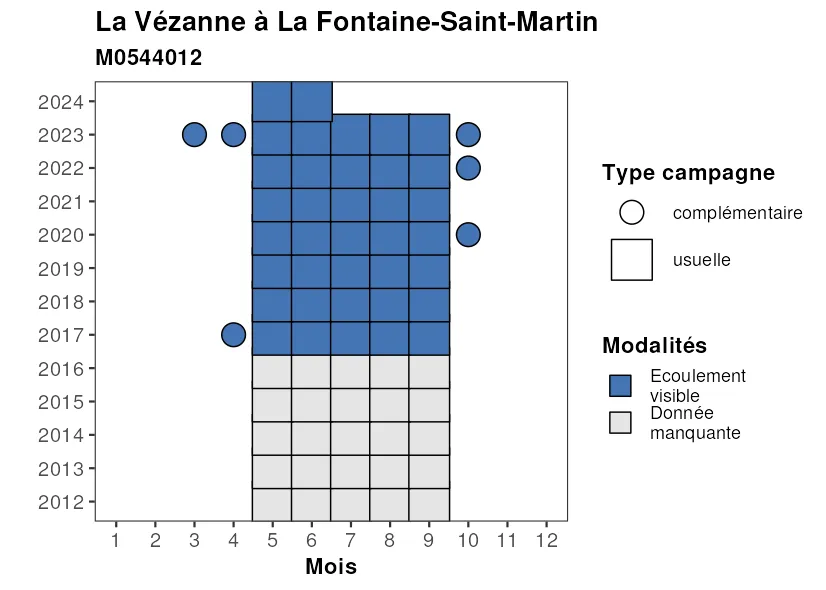 La Vézanne à La Fontaine-Saint-Martin
M0544012
2024
2023
2022
2021
2020
2019
2018
2017
2016
2015
2014
2013
2012
1 2 3 4 5 6 7 8 9 10 11 12
Mois
Type campagne
complémentaire
usuelle
Modalités
Ecoulement
visible
Donnée
manquante